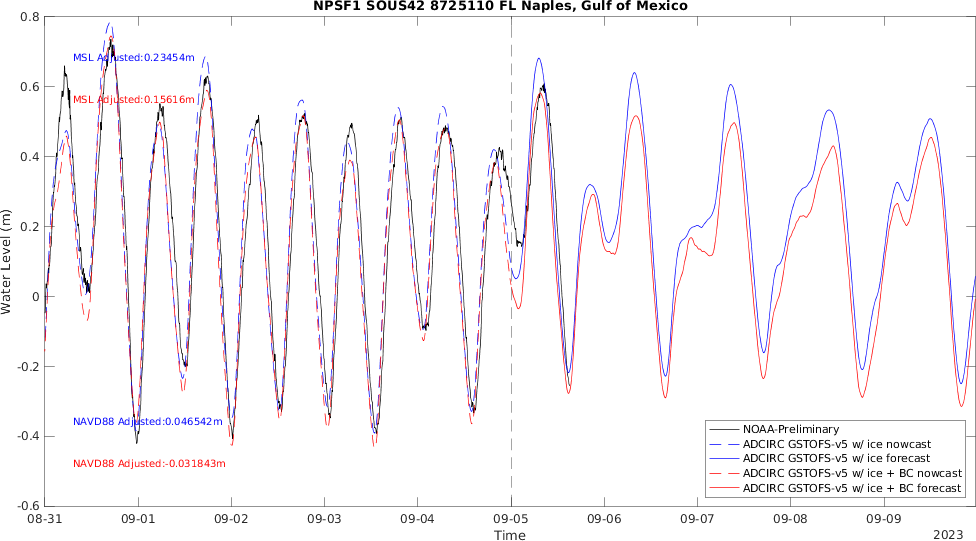 NPSF1 SOUS42 8725110 FL Naples, Gulf of Mexico
0.8
0.6
0.4
0.2
0
-0.2
-0.4
-0.6
Water Level (m)
MSL Adjusted:0.23454m
MSL Adjusted:0.15616m
NAVD88 Adjusted:0.046542m
NAVD88 Adjusted:-0.031843m
NOAA-Preliminary
ADCIRC GSTOFS-v5 w/ ice nowcast
ADCIRC GSTOFS-v5 w/ ice forecast
ADCIRC GSTOFS-v5 w/ ice + BC nowcast
ADCIRC GSTOFS-v5 w/ ice + BC forecast
08-31 09-01 09-02 09-03 09-04 09-05 09-06 09-07 09-08 09-09
Time
2023